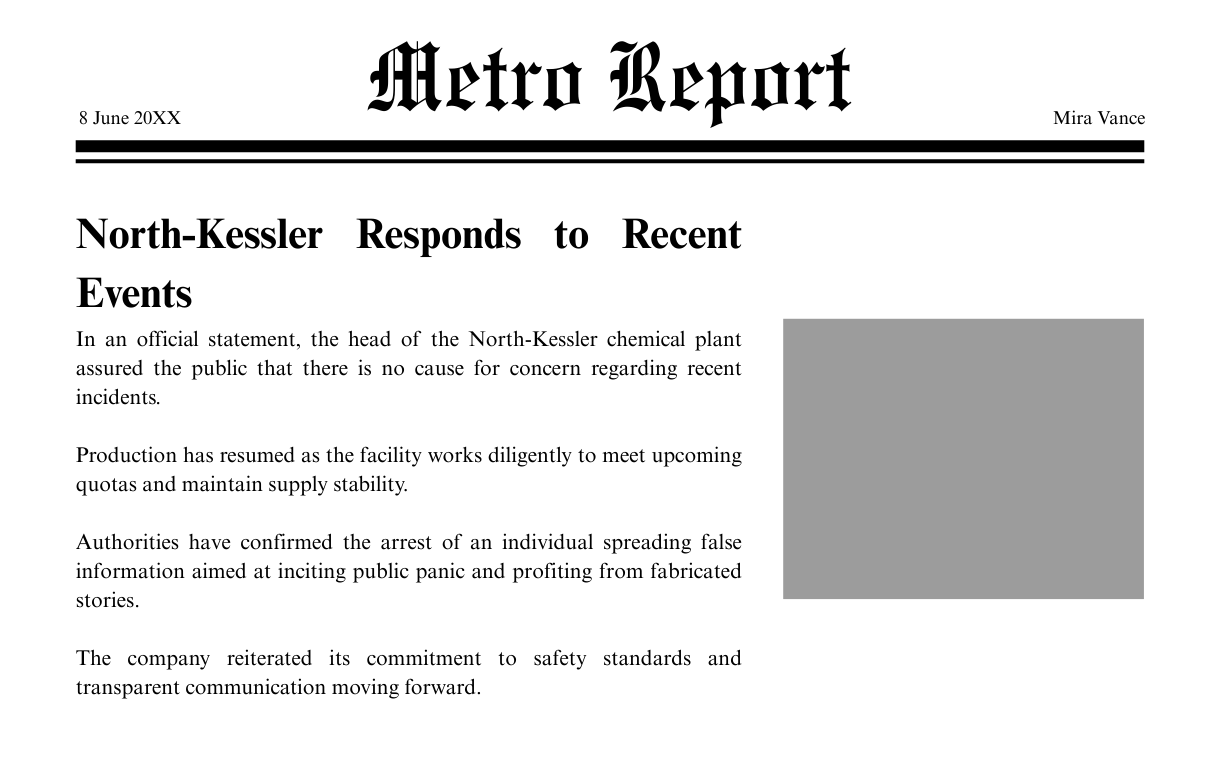 Metro Report
8 June 20XX
Mira Vance
North-Kessler Responds to Recent
Events
In an official statement, the head of the North-Kessler chemical plant
assured the public that there is no cause for concern regarding recent
incidents.
Production has resumed as the facility works diligently to meet upcoming
quotas and maintain supply stability.
Authorities have confirmed the arrest of an individual spreading false
information aimed at inciting public panic and profiting from fabricated
stories.
The company reiterated its commitment to safety standards and
transparent communication moving forward.